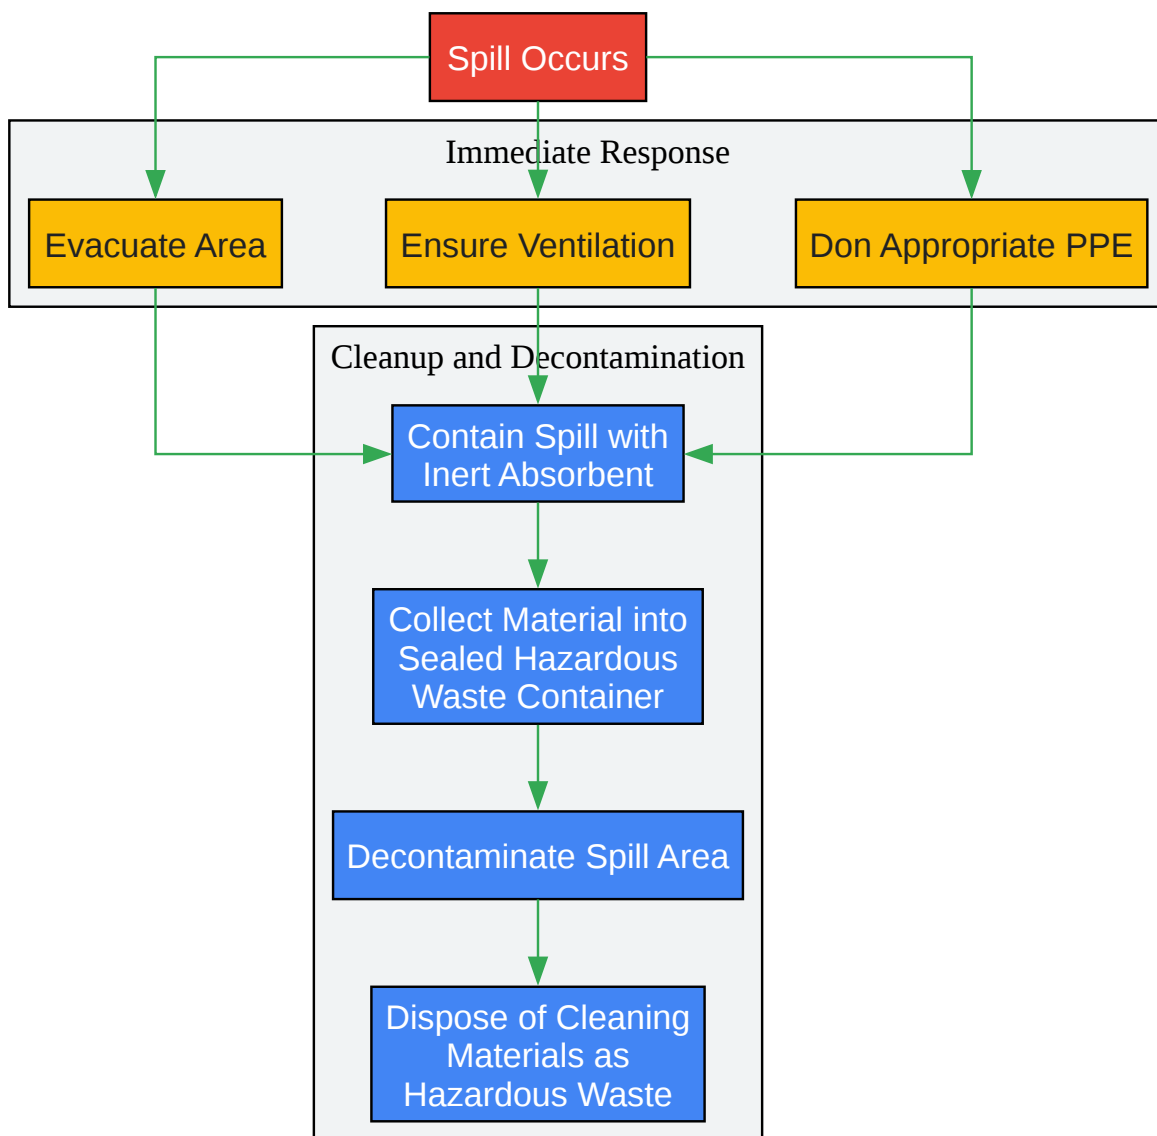 Spill Occurs
Immediate Response
Evacuate Area
Ensure Ventilation
Don Appropriate PPE
Cleanup and Decontamination
Contain Spill with
Inert Absorbent
Collect Material into
Sealed Hazardous
Waste Container
Decontaminate Spill Area
Dispose of Cleaning
Materials as
Hazardous Waste